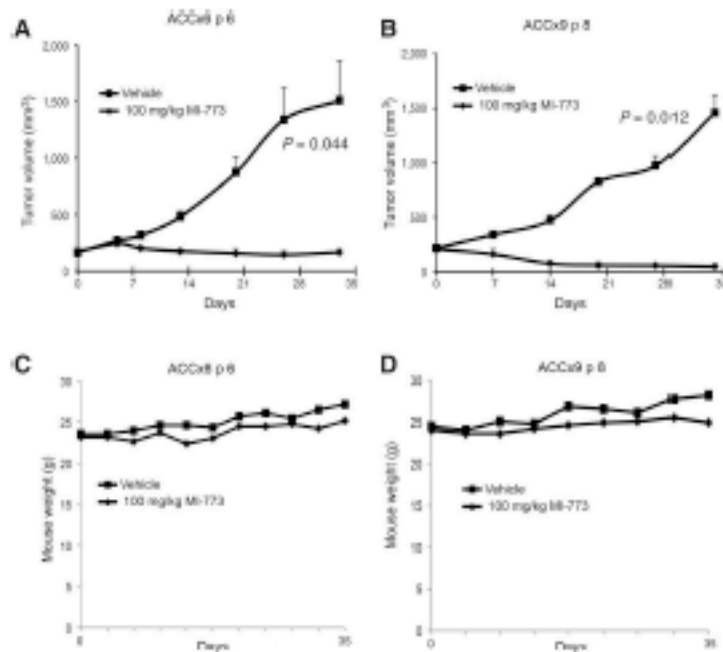 A
ACCx6 p 6
Tumor volume (mm³)
2,000
1,500
1,000
500
0
Vehicle
100 mg/kg MI-773
P = 0.044
0 7 14 21 28 35
Days
B
ACCx9 p 8
Tumor volume (mm³)
2,000
1,500
1,000
500
0
Vehicle
100 mg/kg MI-773
P = 0.012
0 7 14 21 28 35
Days
C
ACCx6 p 6
Mouse weight (g)
30
25
20
15
10
5
0
Vehicle
100 mg/kg MI-773
0 35
Days
D
ACCx9 p 8
Mouse weight (g)
30
25
20
15
10
5
0
Vehicle
100 mg/kg MI-773
0 35
Days